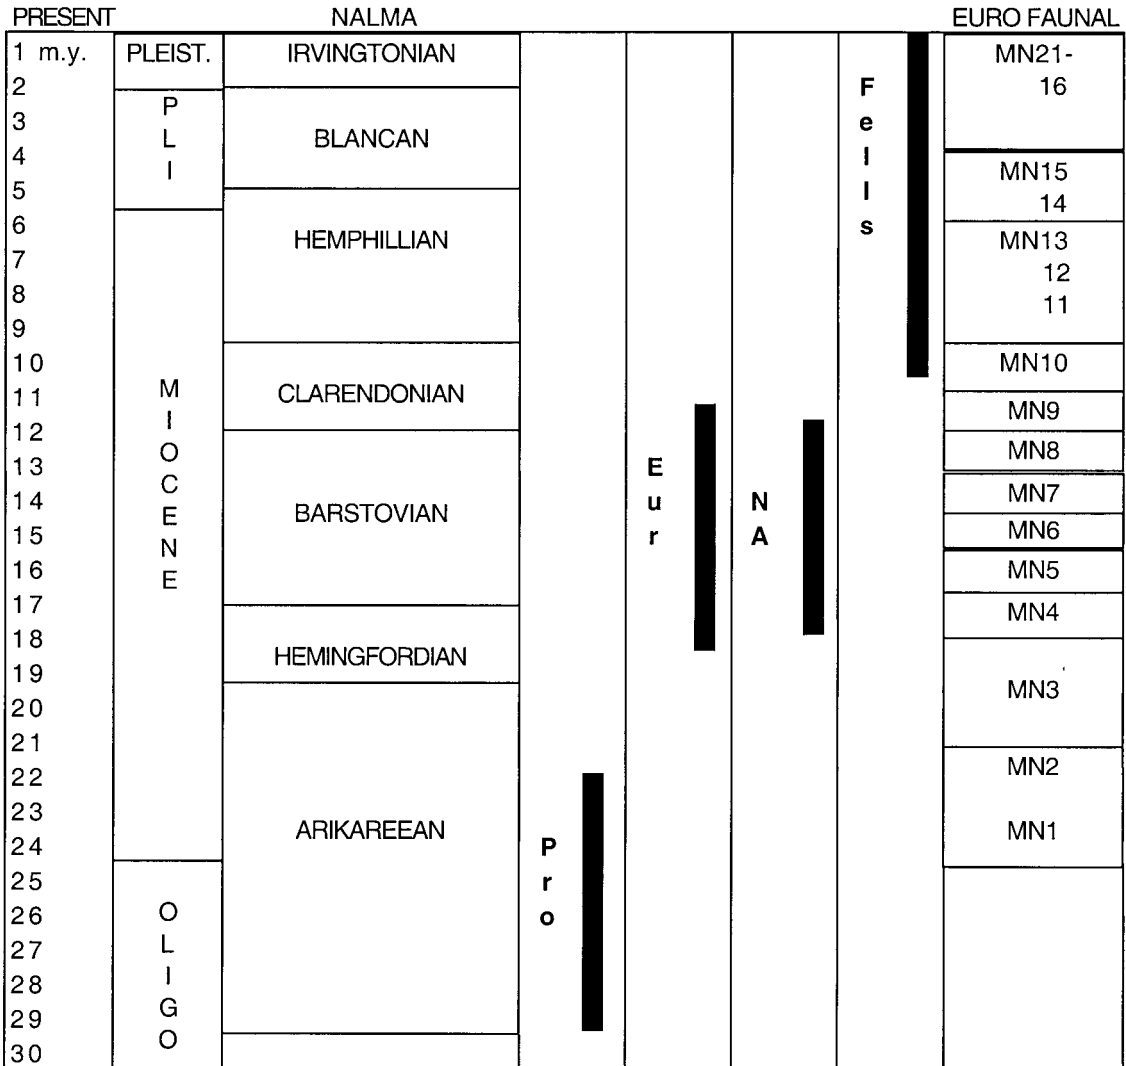 PRESENT NALMA EURO FAUNAL
1 m.y. PLEIST. IRVINGTONIAN MN21-
2 16
3
4
5
6
7
8
9
10
11
12
13
14
15
16
17
18
19
20
21
22
23
24
25
26
27
28
29
30
P
L
I
M
I
O
C
E
N
E
O
L
I
G
O
BLANCAN
HEMPHILLIAN
CLARENDONIAN
BARSTOVIAN
HEMINGFORDIAN
ARIKAREEAN
P
r
o
E
u
r
N
A
F
e
l
I
s
MN15
14
MN13
12
11
MN10
MN9
MN8
MN7
MN6
MN5
MN4
MN3
MN2
MN1